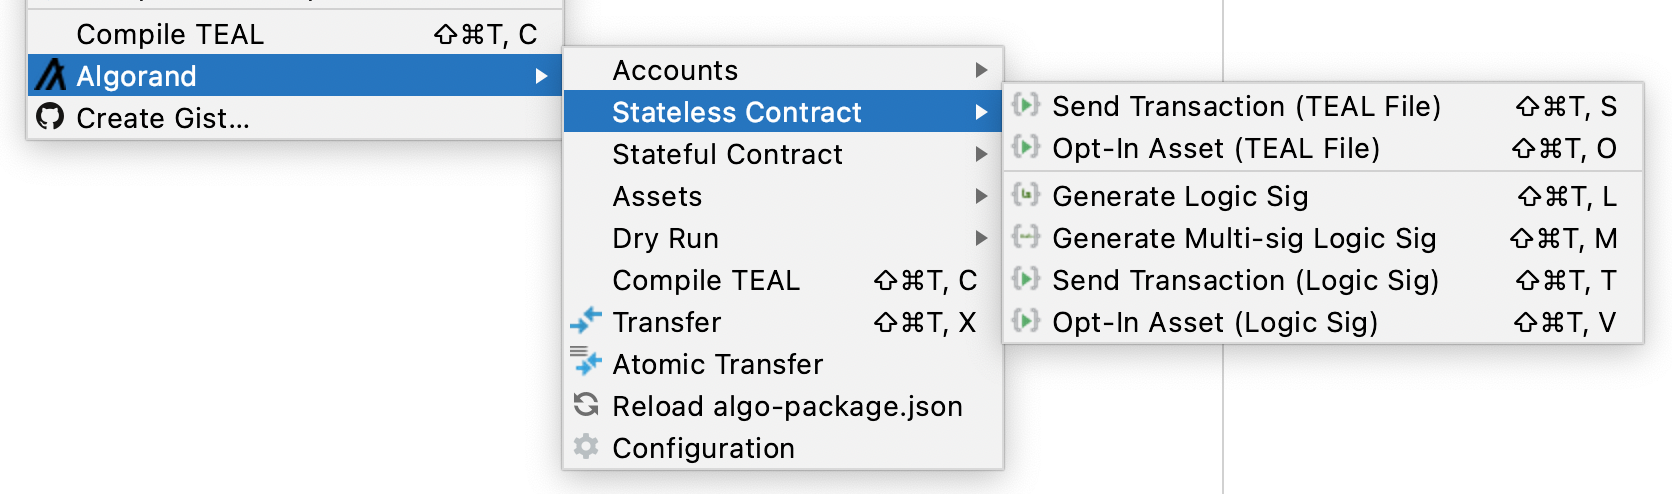 Compile TEAL ⇧⌘T, C
Algorand
Create Gist...
Accounts
Stateless Contract
Stateful Contract
Assets
Dry Run
Compile TEAL ⇧⌘T, C
Transfer ⇧⌘T, X
Atomic Transfer
Reload algo-package.json
Configuration
Send Transaction (TEAL File) ⇧⌘T, S
Opt-In Asset (TEAL File) ⇧⌘T, O
Generate Logic Sig ⇧⌘T, L
Generate Multi-sig Logic Sig ⇧⌘T, M
Send Transaction (Logic Sig) ⇧⌘T, T
Opt-In Asset (Logic Sig) ⇧⌘T, V